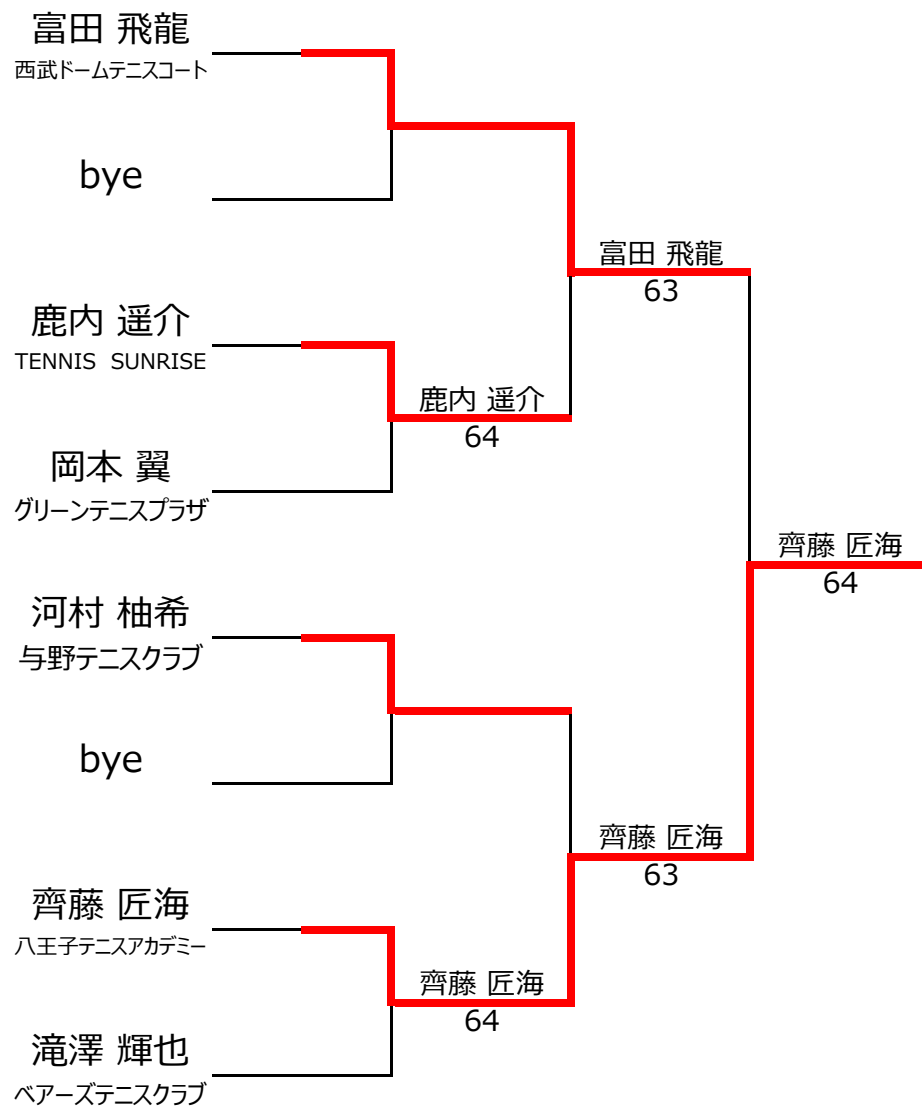 富田 飛龍
西武ドームテニスコート
bye
富田 飛龍
63
鹿内 遥介
TENNIS SUNRISE
鹿内 遥介
64
岡本 翼
グリーンテニスプラザ
齊藤 匠海
64
河村 柚希
与野テニスクラブ
bye
齊藤 匠海
63
齊藤 匠海
八王子テニスアカデミー
齊藤 匠海
64
滝澤 輝也
ベアーズテニスクラブ